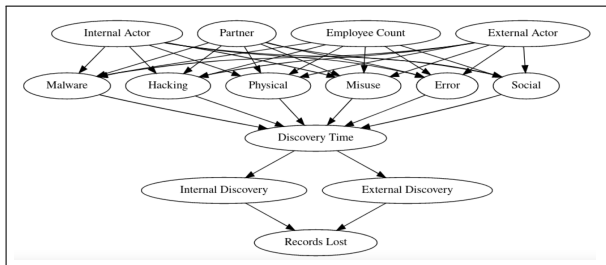 Internal Actor Partner Employee Count External Actor
Malware Hacking Physical Misuse Error Social
Discovery Time
Internal Discovery External Discovery
Records Lost